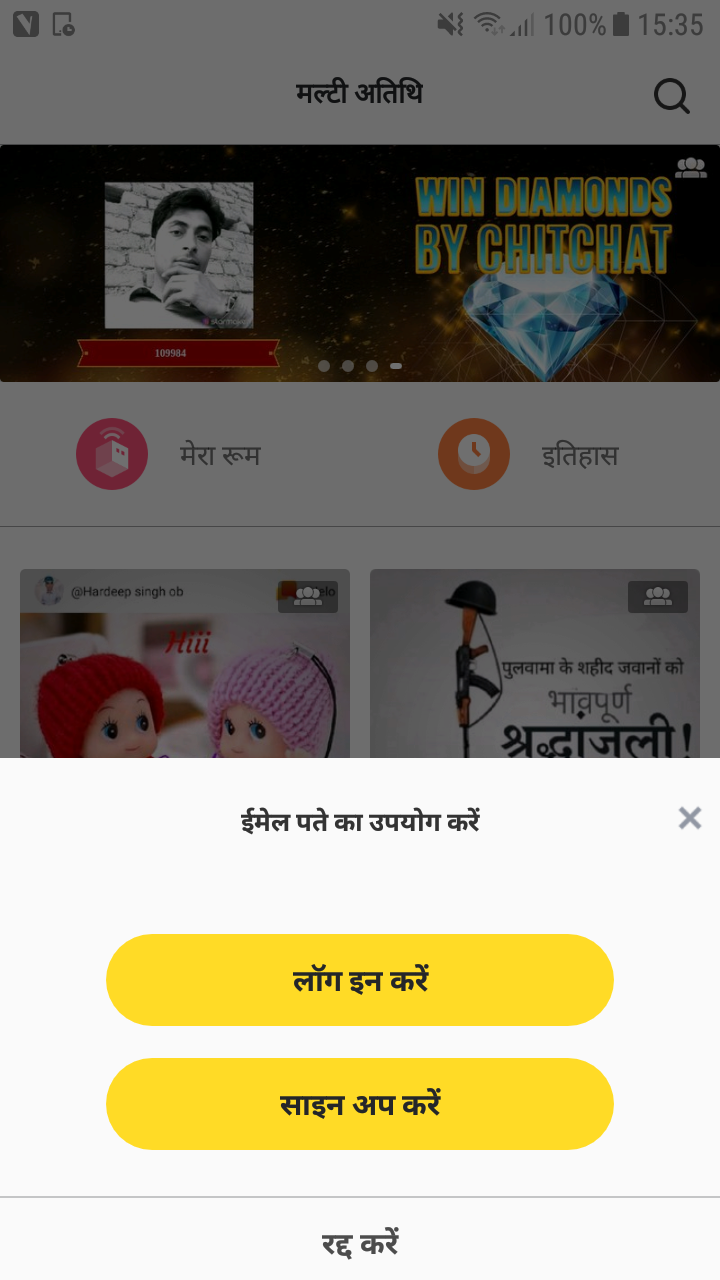 100% 15:35
मल्टी अतिथि
WIN DIAMONDS
BY CHITCHAT
109984
मेरा रूम
इतिहास
@Hardeep singh ob
Hiii
पुलवामा के शहीद जवानों को
भावपूर्ण
श्रद्धांजली!
ईमेल पते का उपयोग करें
लॉग इन करें
साइन अप करें
रद्द करें